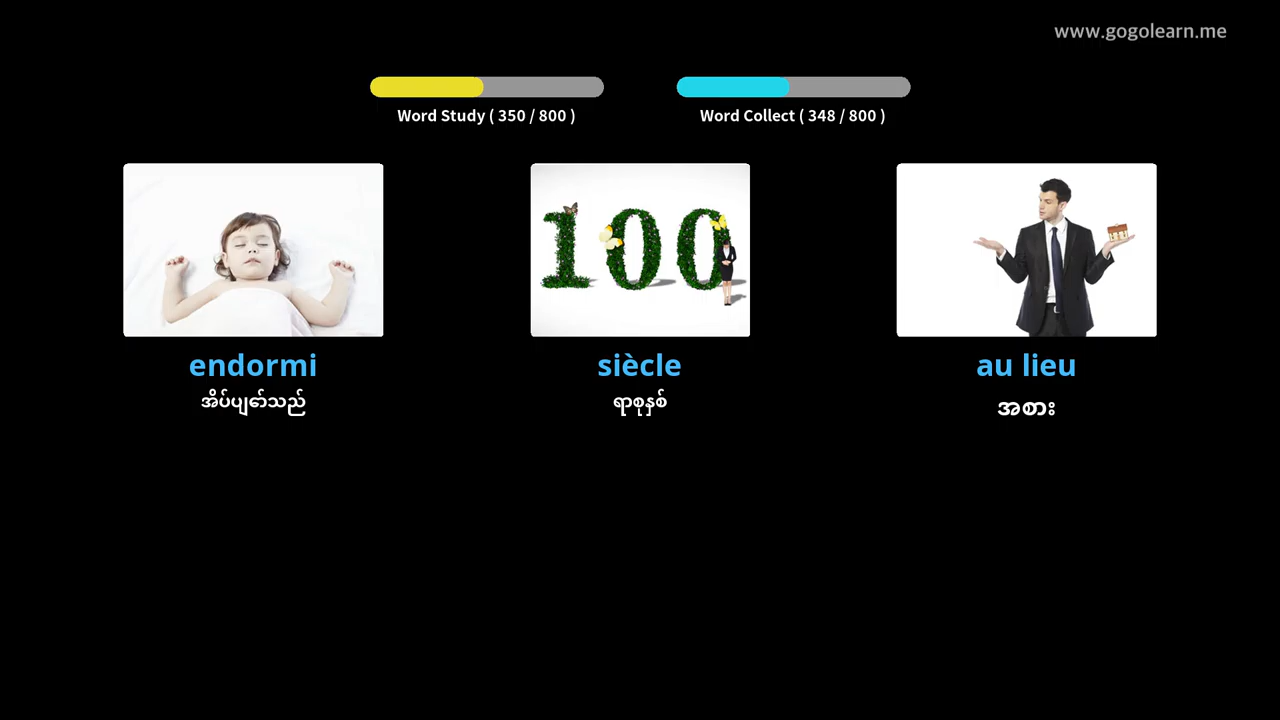 www.gogolearn.me
Word Study ( 350 / 800 )
Word Collect ( 348 / 800 )
100
endormi
siècle
au lieu
အိပ်ပျော်သည်
ရာစုနှစ်
အစား